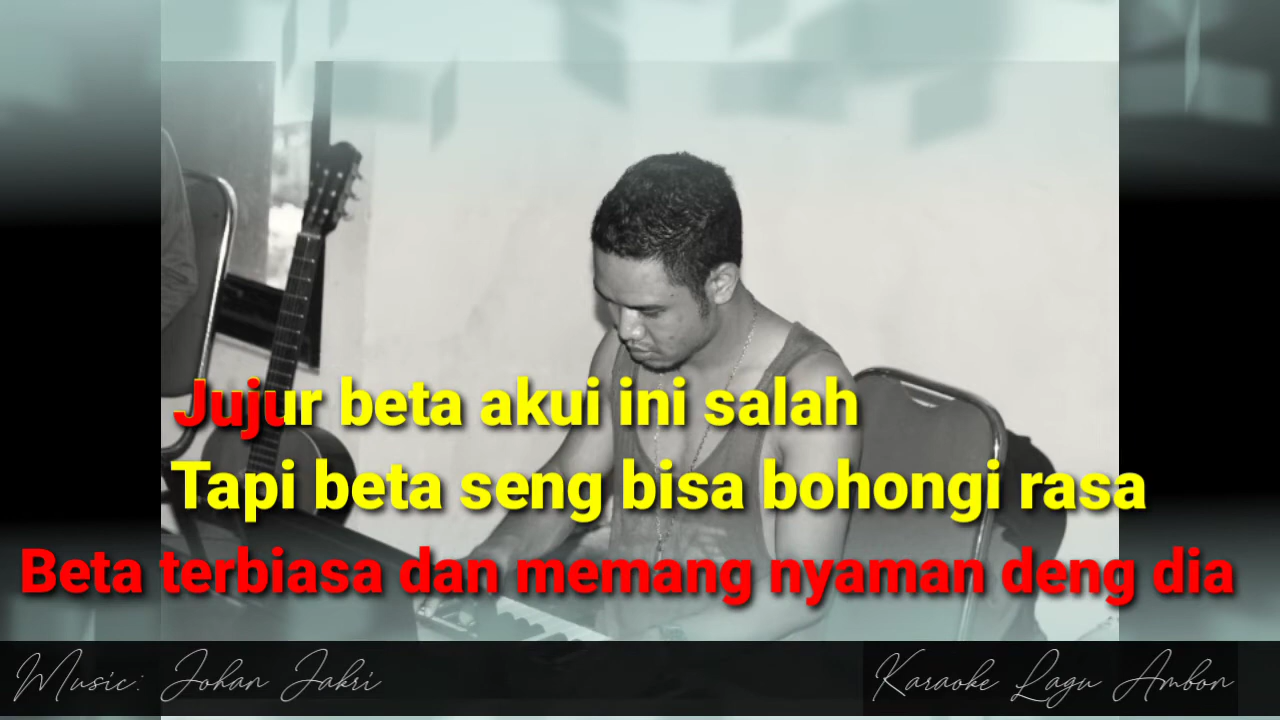 Jujur beta akui ini salah
Tapi beta seng bisa bohongi rasa
Beta terbiasa dan memang nyaman deng dia
Music: Johan Jakri
Karaoke Lagu Ambon